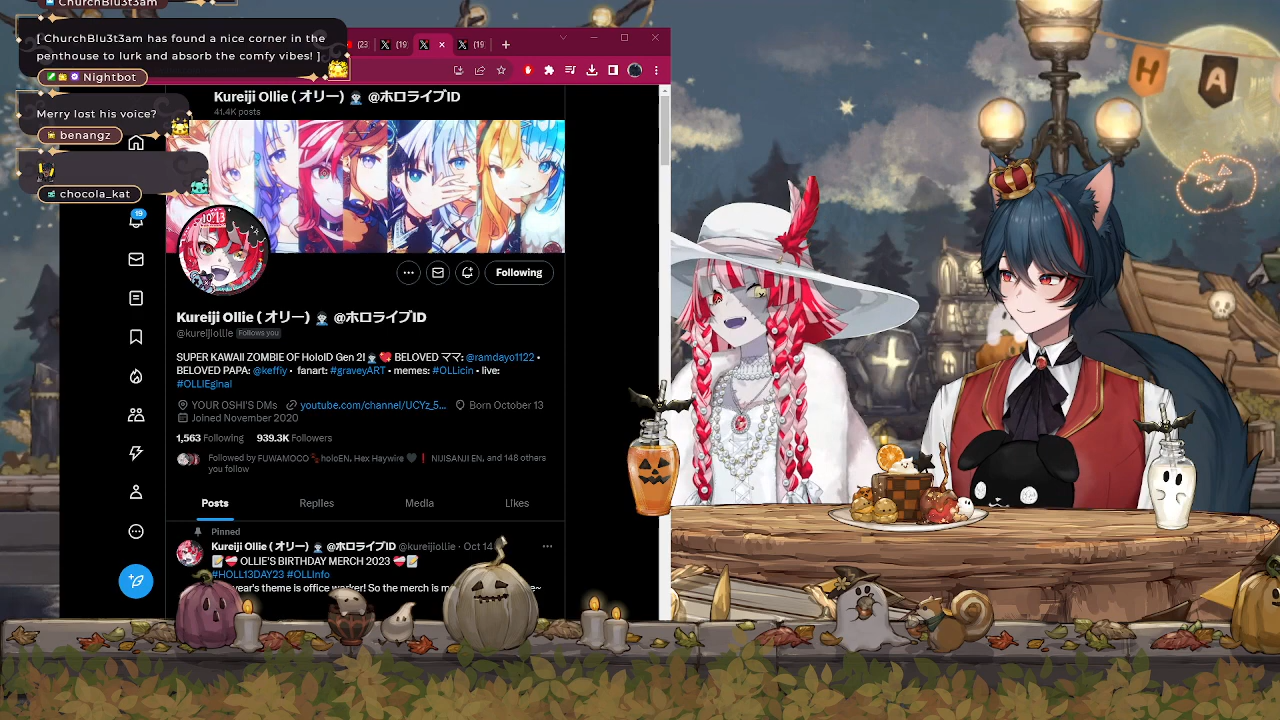 ChurchBlu3t3am
[ ChurchBlu3t3am has found a nice corner in the
penthouse to lurk and absorb the comfy vibes! ]
Nightbot
Merry lost his voice?
benangz
chocola_kat
(23
(19
(19
Kureiji Ollie ( オリー) 🧟 @ホロライブID
41.4K posts
10 13
19
Following
Kureiji Ollie ( オリー) 🧟 @ホロライブID
@kureijiollie Follows you
SUPER KAWAII ZOMBIE OF HoloID Gen 2! 🧟 💖 BELOVED ママ: @ramdayo1122 •
BELOVED PAPA: @keffiy • fanart: #graveyART • memes: #OLLicin • live:
#OLLIEginal
YOUR OSHI'S DMs youtube.com/channel/UCYz_5... Born October 13
Joined November 2020
1,563 Following 939.3K Followers
Followed by FUWAMOCO 🐾 holoEN, Hex Haywire 🖤❗ NIJISANJI EN, and 148 others
you follow
Posts Replies Media Likes
Pinned
Kureiji Ollie ( オリー) 🧟 @ホロライブID @kureijiollie · Oct 14
📝💝 OLLIE'S BIRTHDAY MERCH 2023 💝📝
#HOLL13DAY23 #OLLInfo
year's theme is office worker! So the merch is m
H A